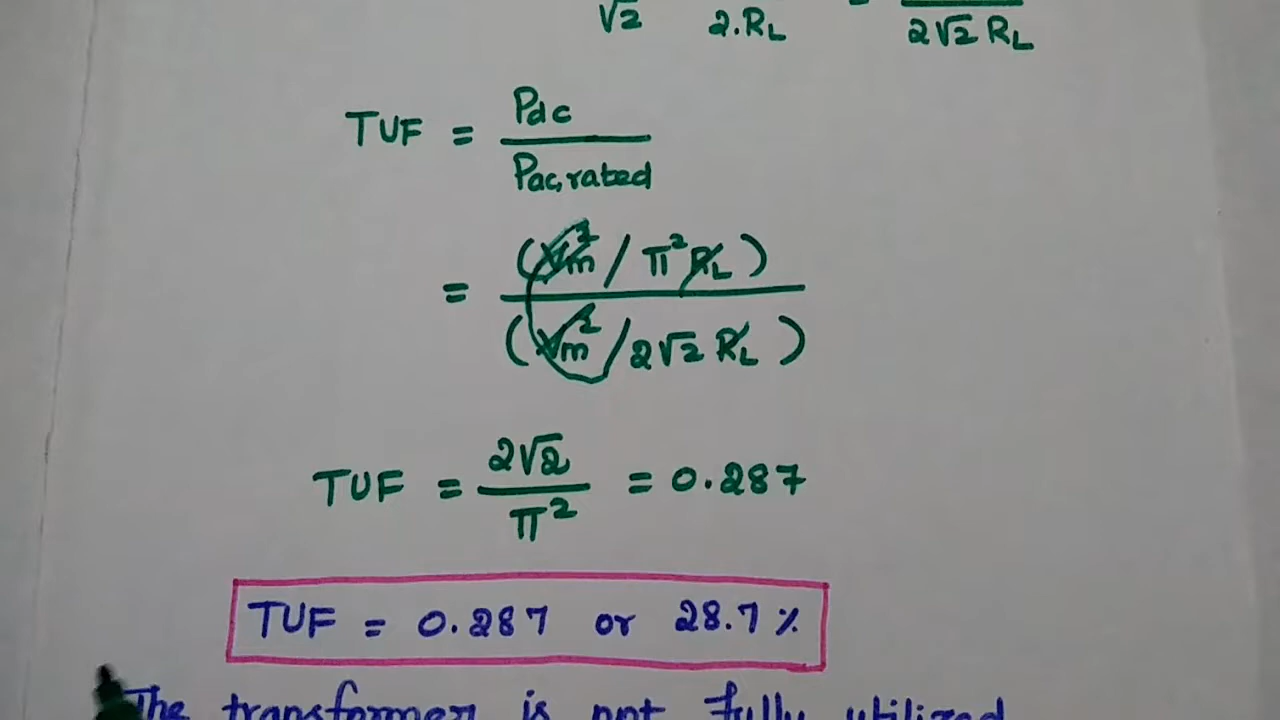 √2 2.RL = 2√2 RL
TUF = Pdc / Pac,rated
= (Vm² / π² RL) / (Vm² / 2√2 RL)
TUF = 2√2 / π² = 0.287
TUF = 0.287 or 28.7 %
The transformer is not fully utilized